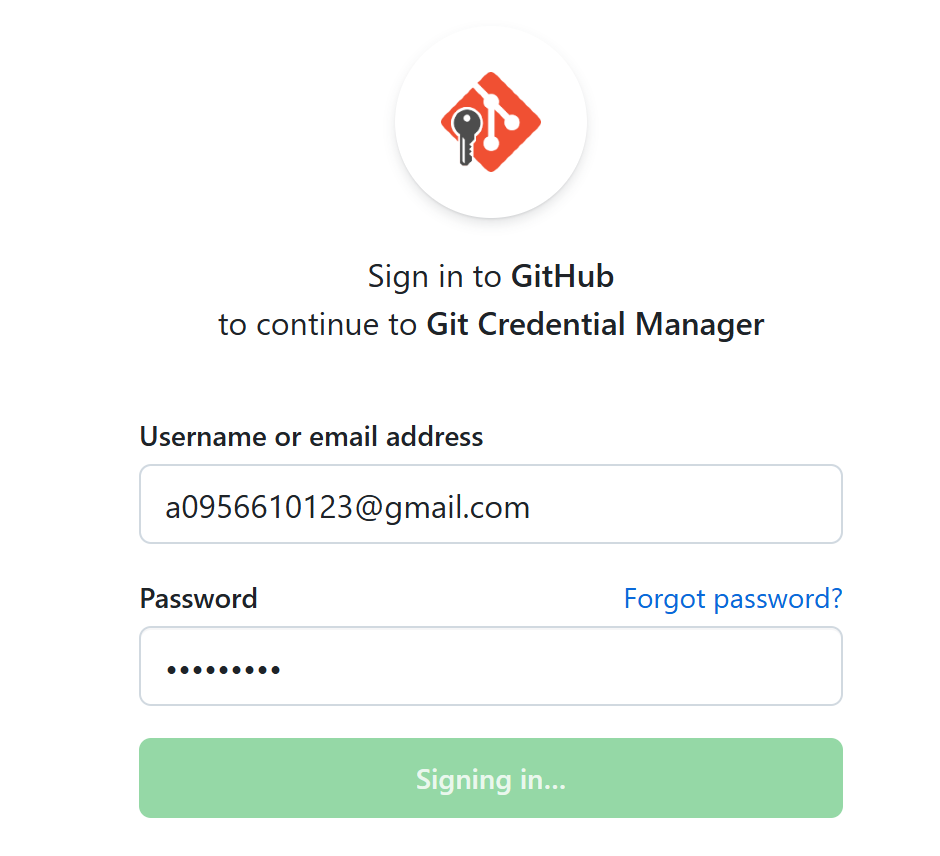 Sign in to GitHub
to continue to Git Credential Manager
Username or email address
a0956610123@gmail.com
Password Forgot password?
•••••••••
Signing in...